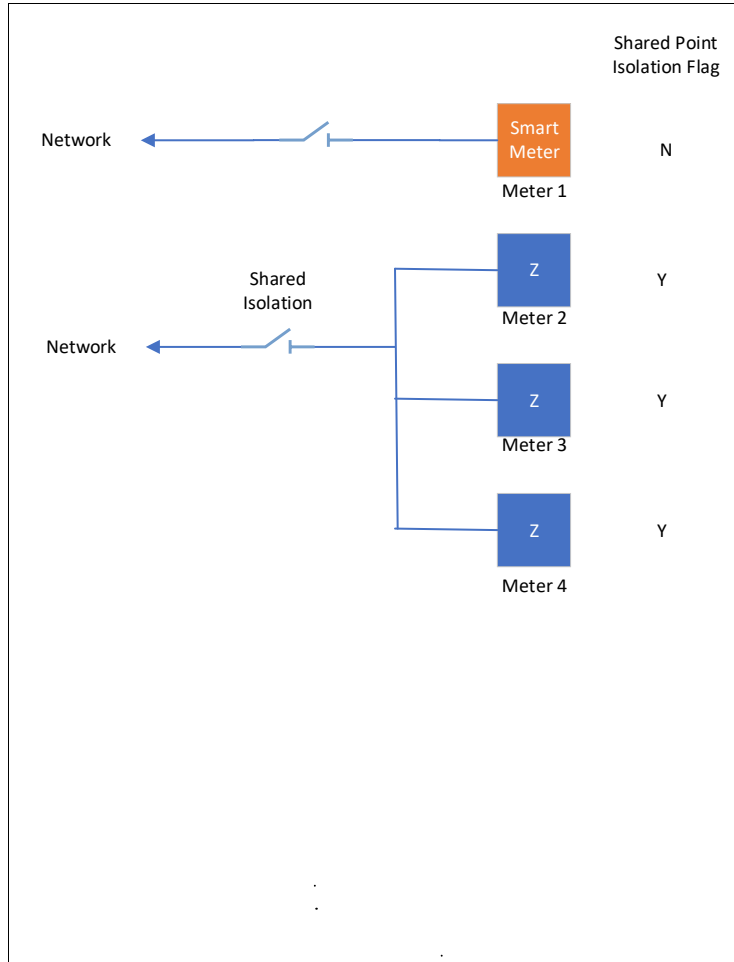 Shared Point
Isolation Flag
Network
Smart
Meter
N
Meter 1
Z
Y
Shared
Isolation
Meter 2
Network
Z
Y
Meter 3
Z
Y
Meter 4